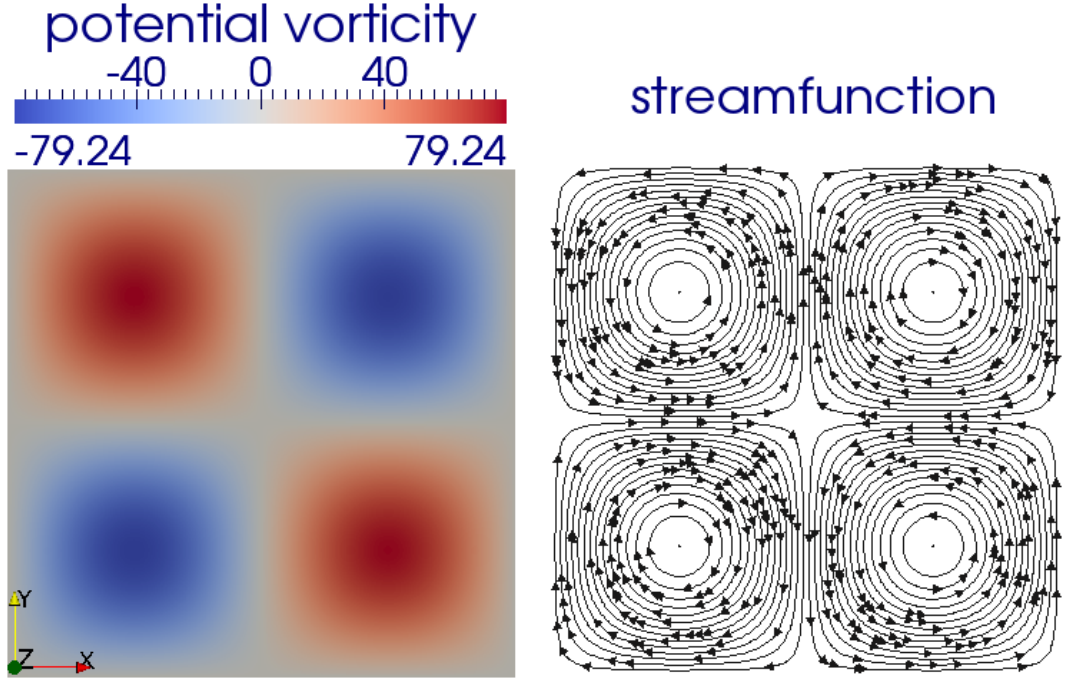 potential vorticity
-40 0 40
-79.24 79.24
streamfunction
Y
Z X